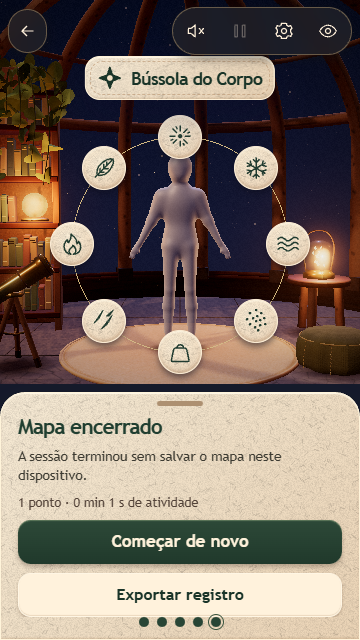 Bússola do Corpo
Mapa encerrado
A sessão terminou sem salvar o mapa neste
dispositivo.
1 ponto · 0 min 1 s de atividade
Começar de novo
Exportar registro